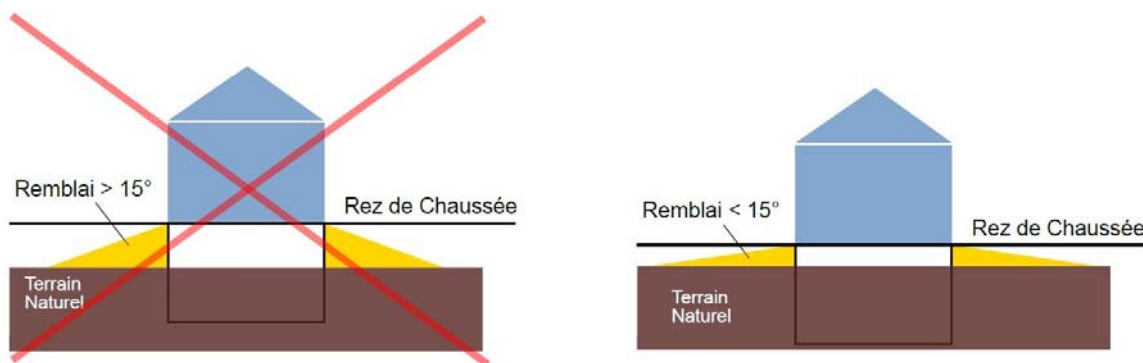 Remblai > 15°
Rez de Chaussée
Terrain
Naturel
Remblai < 15°
Rez de Chaussée
Terrain
Naturel